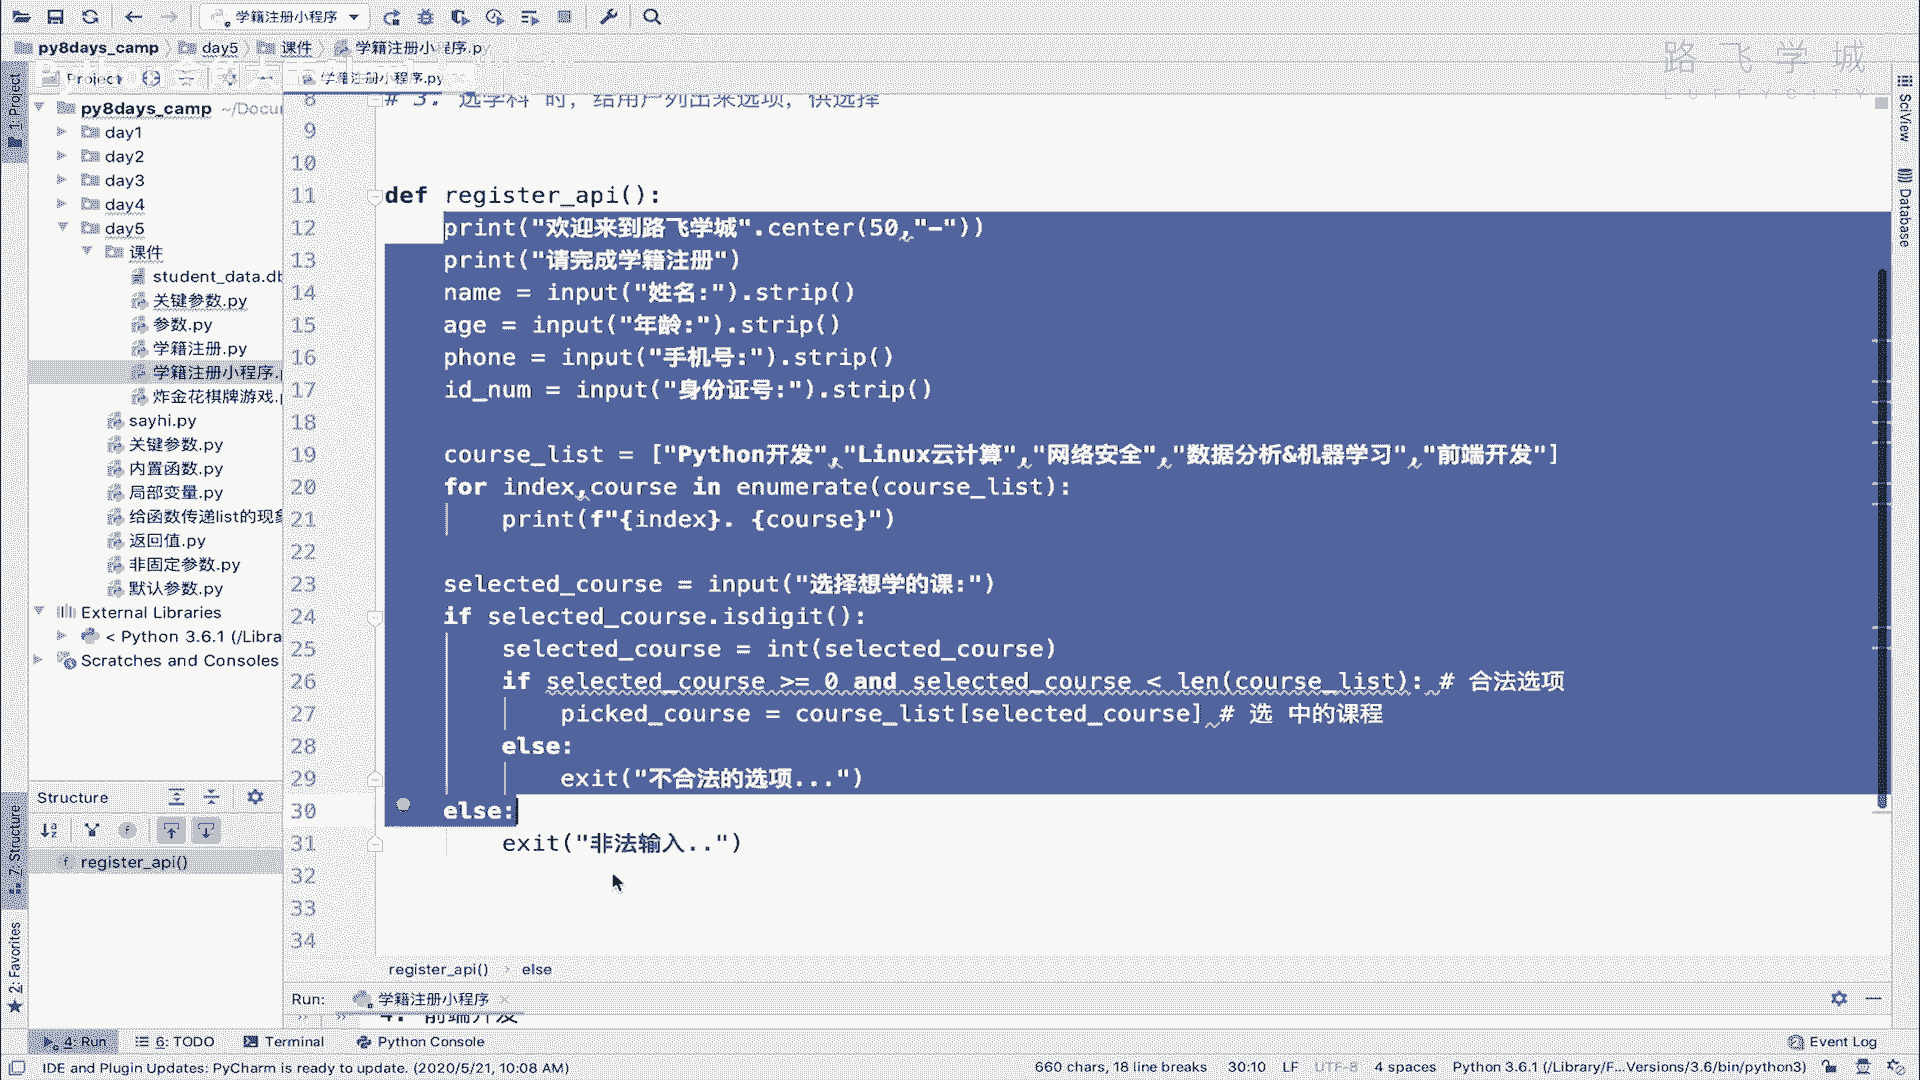 学籍注册小程序
py8days_camp day5 课件 学籍注册小程序.py
路飞学城
LUFFYCITY
Project
学籍注册小程序.py
1: Project
SciView
Database
py8days_camp ~/Docu
day1
day2
day3
day4
day5
课件
student_data.db
关键参数.py
参数.py
学籍注册.py
学籍注册小程序.
炸金花棋牌游戏.
sayhi.py
关键参数.py
内置函数.py
局部变量.py
给函数传递list的现
返回值.py
非固定参数.py
默认参数.py
External Libraries
< Python 3.6.1 (/Libra
Scratches and Consoles
Structure
register_api()
7: Structure
2: Favorites
8 # 3. 选学科 时, 给用户列出来选项, 供选择
9
10
11 def register_api():
12 print("欢迎来到路飞学城".center(50,"-"))
13 print("请完成学籍注册")
14 name = input("姓名:").strip()
15 age = input("年龄:").strip()
16 phone = input("手机号:").strip()
17 id_num = input("身份证号:").strip()
18
19 course_list = ["Python开发","Linux云计算","网络安全","数据分析&机器学习","前端开发"]
20 for index,course in enumerate(course_list):
21 print(f"{index}. {course}")
22
23 selected_course = input("选择想学的课:")
24 if selected_course.isdigit():
25 selected_course = int(selected_course)
26 if selected_course >= 0 and selected_course < len(course_list): # 合法选项
27 picked_course = course_list[selected_course] # 选 中的课程
28 else:
29 exit("不合法的选项...")
30 else:
31 exit("非法输入..")
32
33
34
register_api() › else
Run: 学籍注册小程序
4. 前端开发
4: Run 6: TODO Terminal Python Console Event Log
IDE and Plugin Updates: PyCharm is ready to update. (2020/5/21, 10:08 AM) 660 chars, 18 line breaks 30:10 LF UTF-8 4 spaces Python 3.6.1 (/Library/F...Versions/3.6/bin/python3)